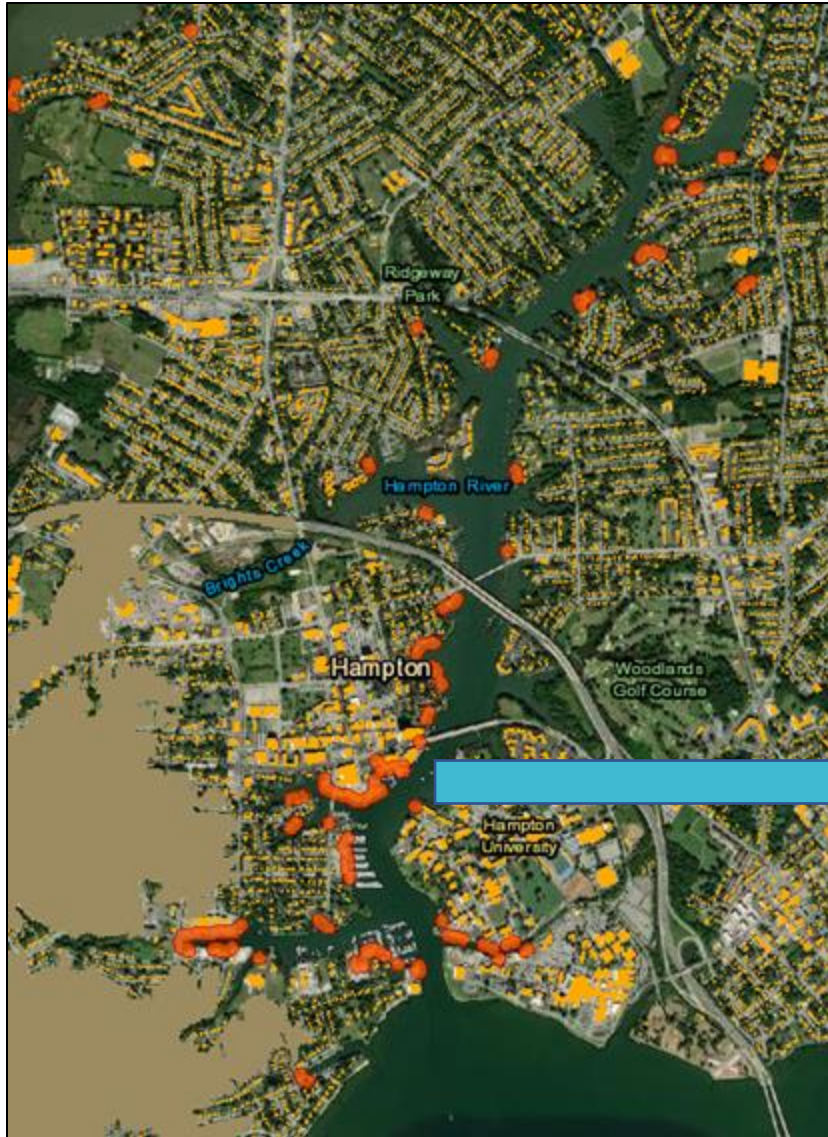 Ridgeway
Park
Hampton River
Brights Creek
Hampton
Woodlands
Golf Course
Hampton
University